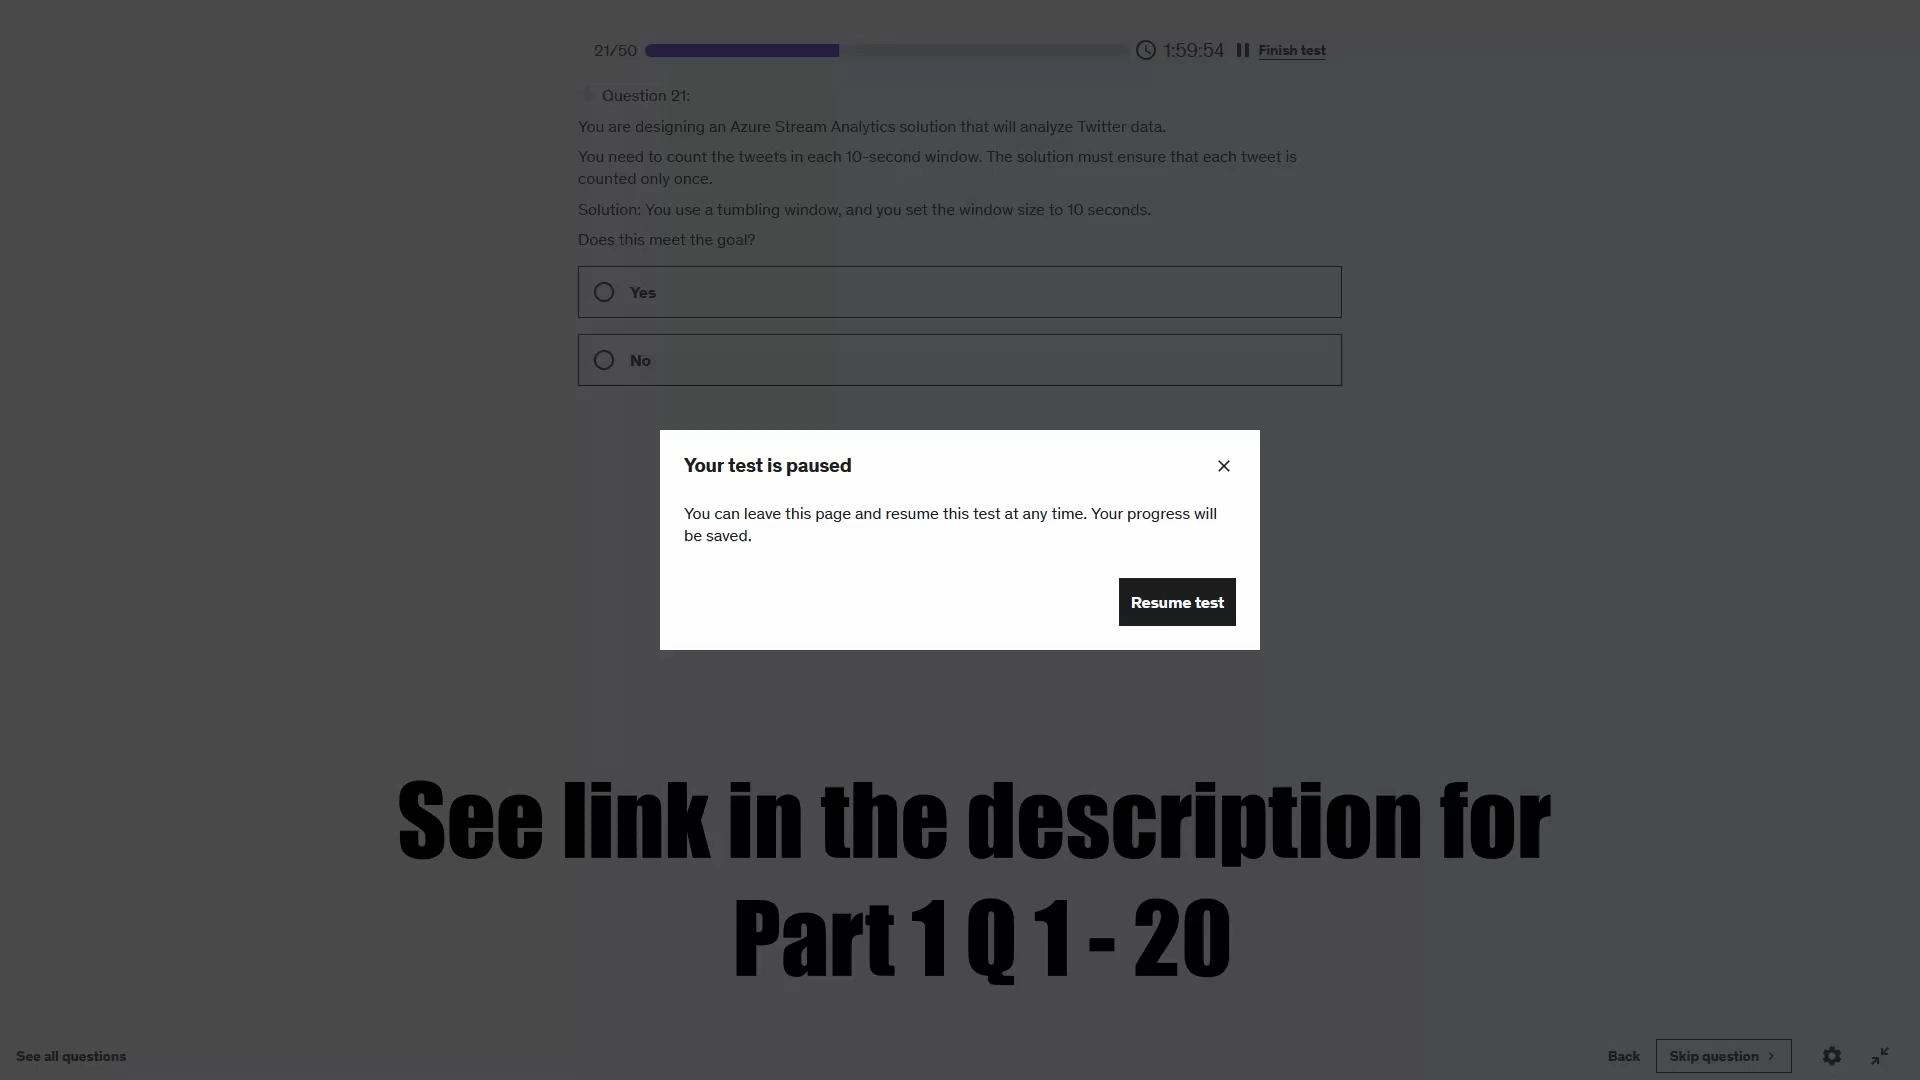 21/50
1:59:54
Finish test
Question 21:
You are designing an Azure Stream Analytics solution that will analyze Twitter data.
You need to count the tweets in each 10-second window. The solution must ensure that each tweet is
counted only once.
Solution: You use a tumbling window, and you set the window size to 10 seconds.
Does this meet the goal?
Yes
No
Your test is paused
You can leave this page and resume this test at any time. Your progress will
be saved.
Resume test
See link in the description for
Part 1 Q 1 - 20
See all questions
Back
Skip question